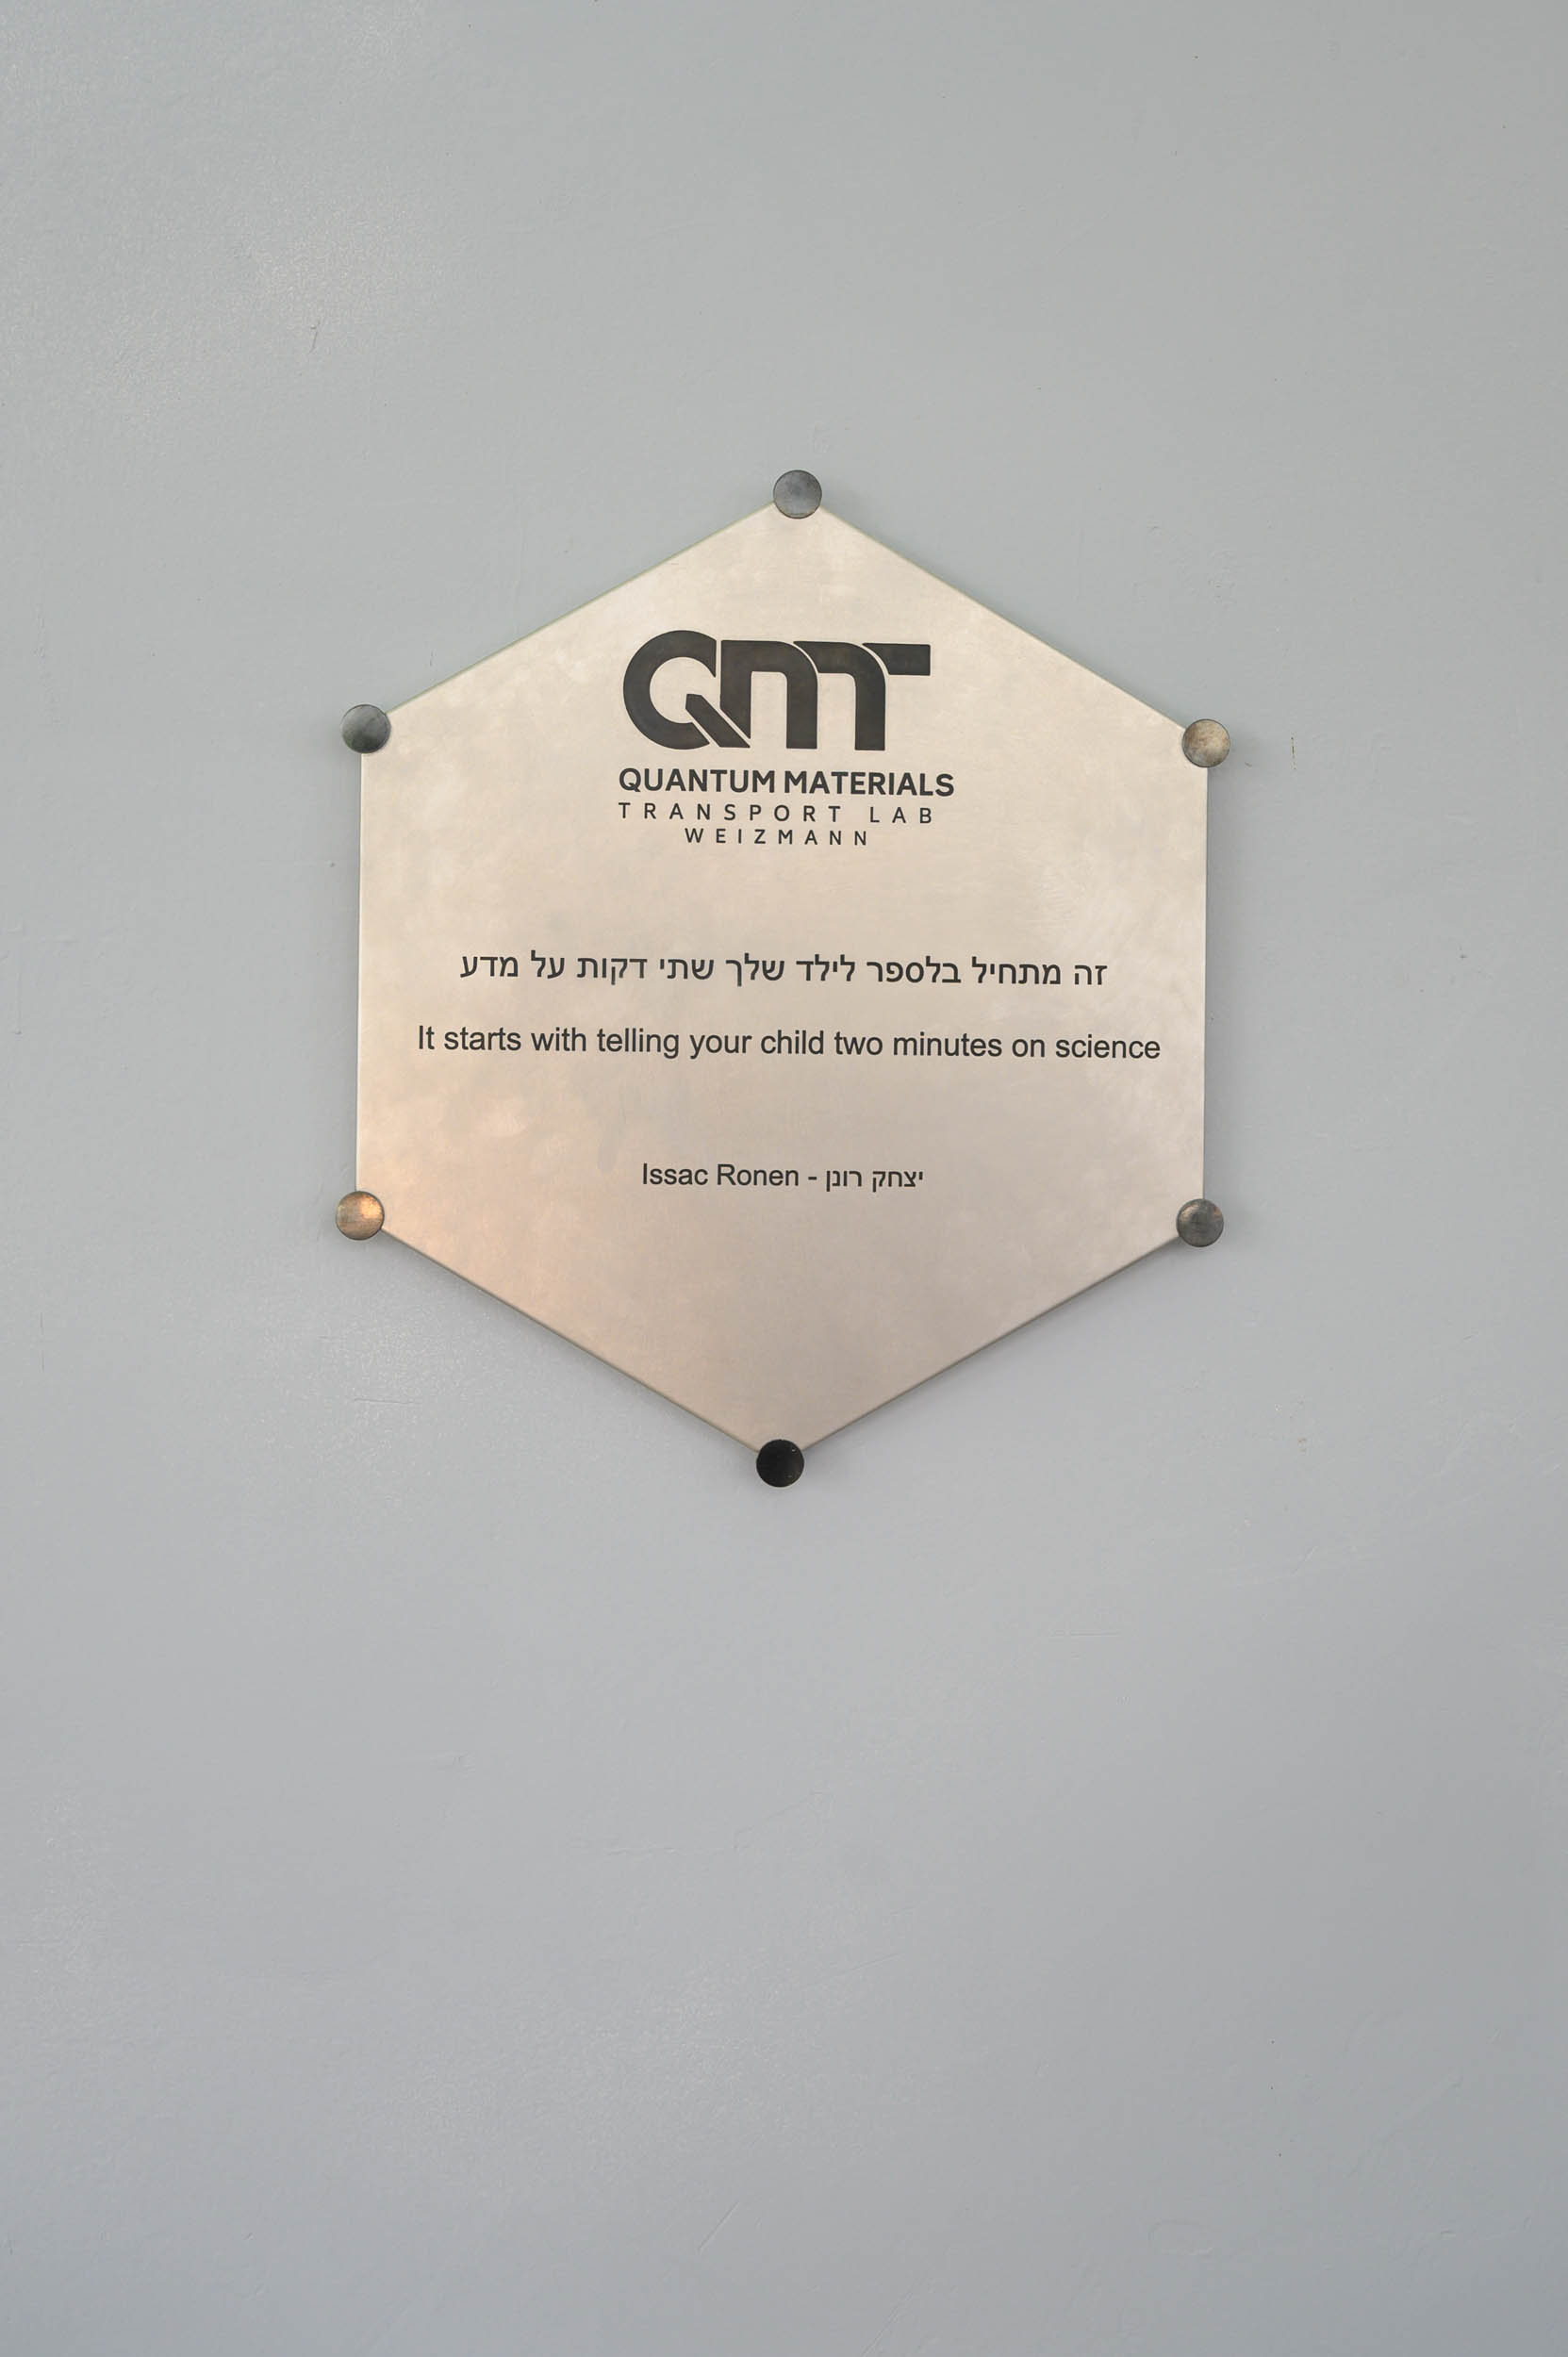 QMT
QUANTUM MATERIALS
TRANSPORT LAB
WEIZMANN
זה מתחיל בלספר לילד שלך שתי דקות על מדע
It starts with telling your child two minutes on science
Issac Ronen - יצחק רונן